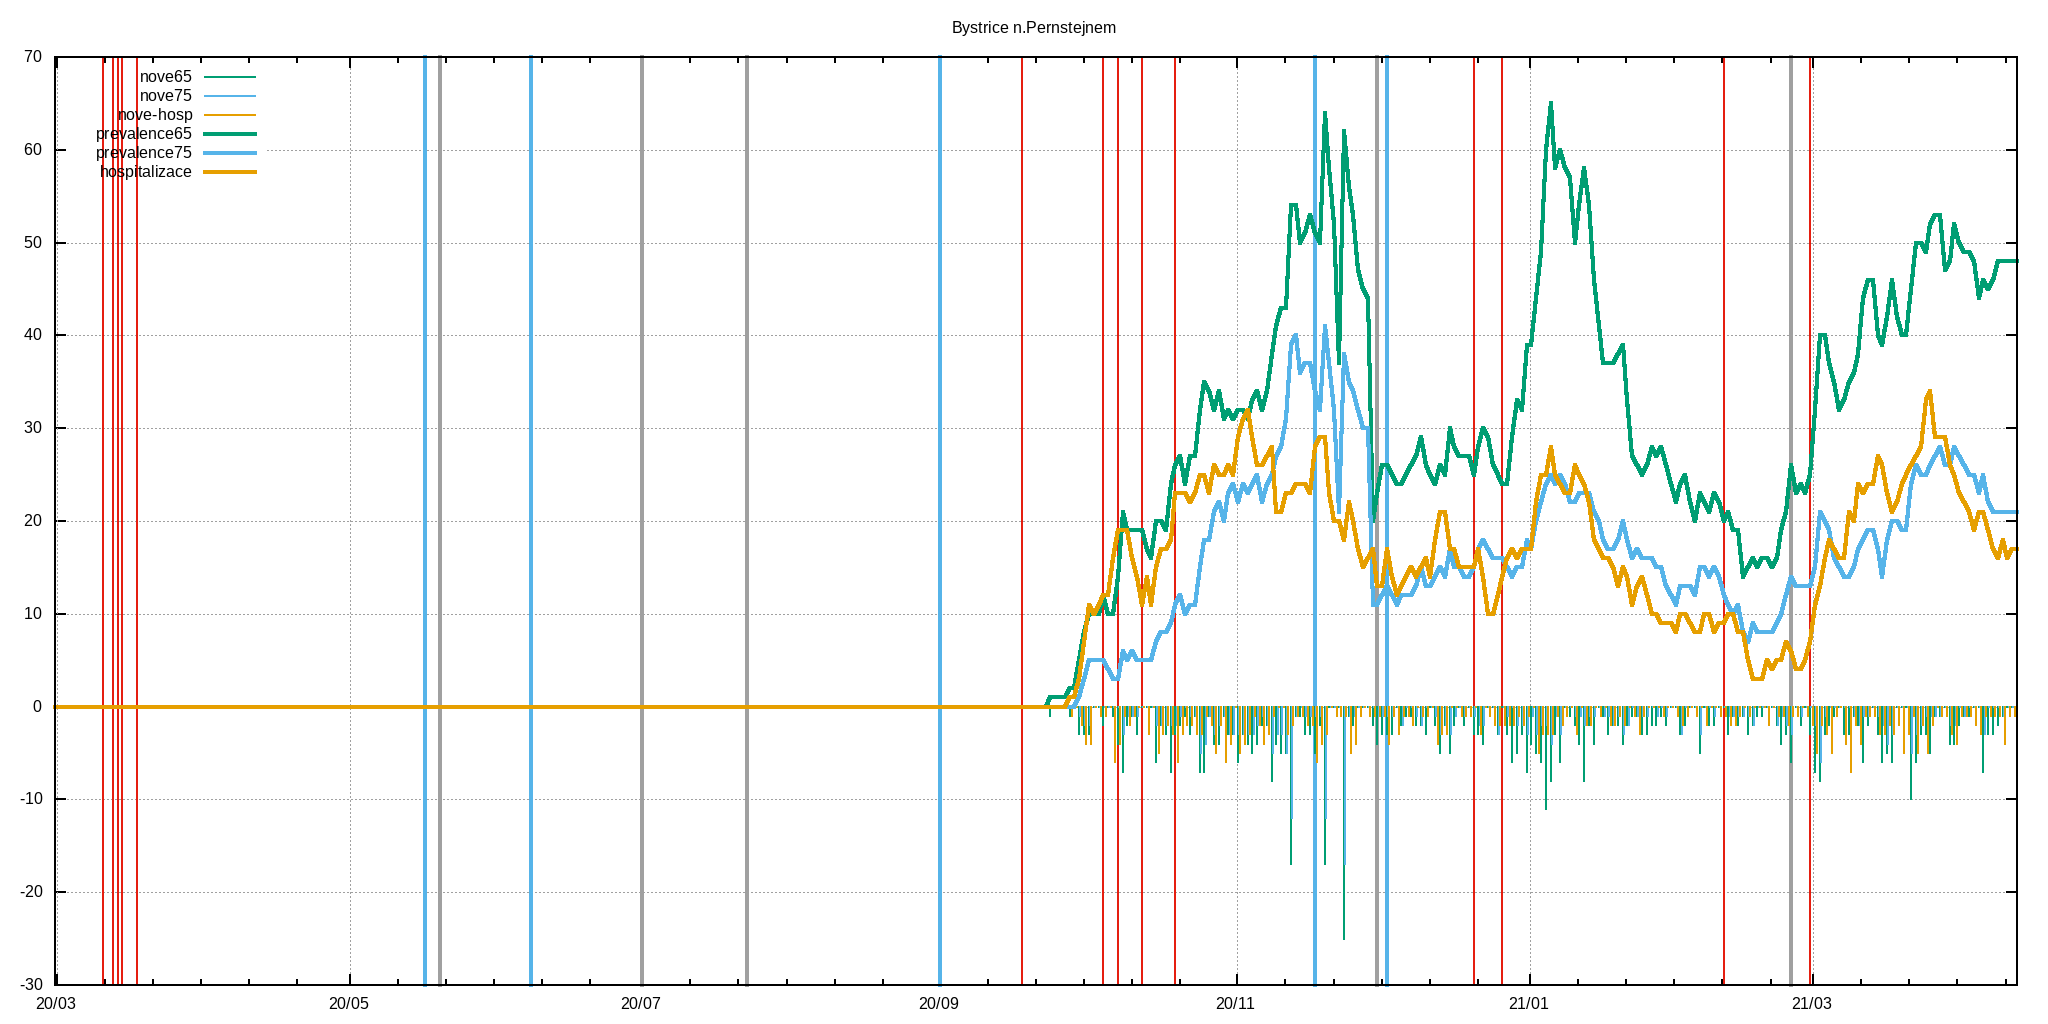 Bystrice n.Pernstejnem
70
60
50
40
30
20
10
0
-10
-20
-30
nove65
nove75
nove-hosp
prevalence65
prevalence75
hospitalizace
20/03 20/05 20/07 20/09 20/11 21/01 21/03